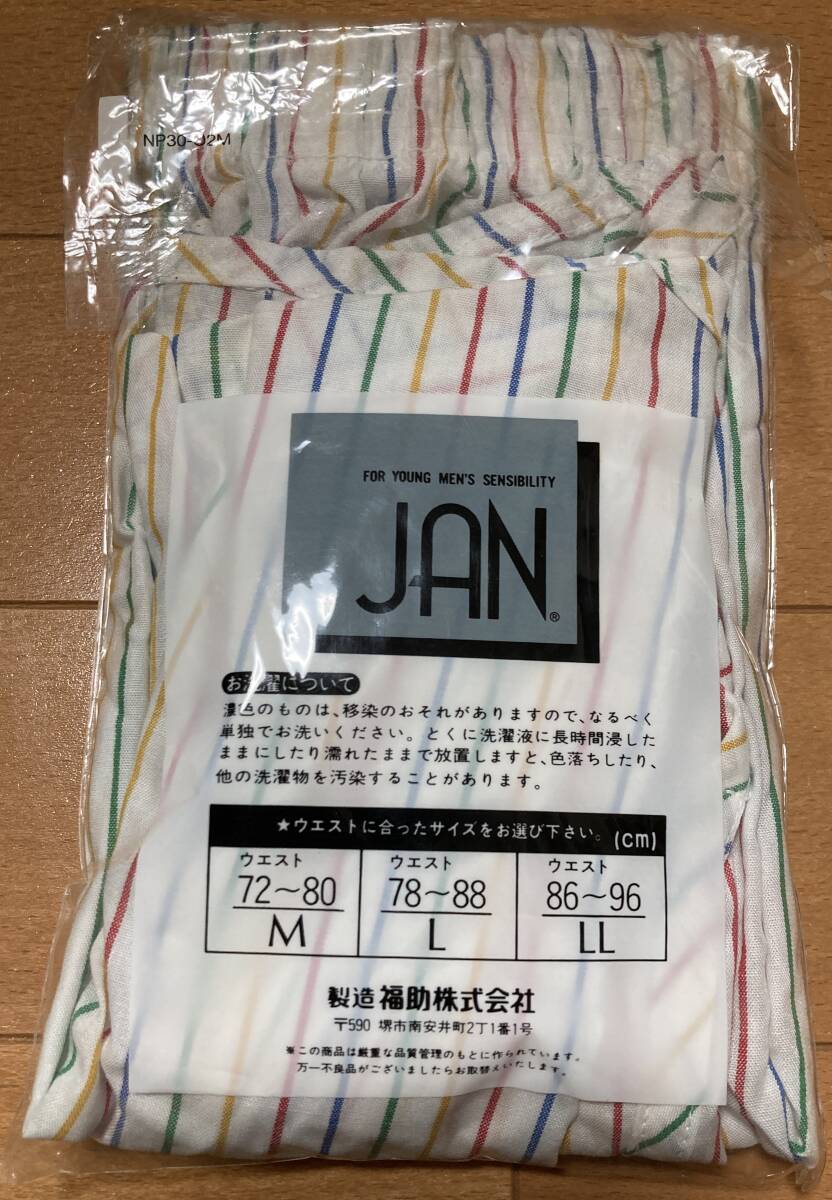 NP30-02M
FOR YOUNG MEN'S SENSIBILITY
JAN®
お洗濯について
濃色のものは、移染のおそれがありますので、なるべく
単独でお洗いください。とくに洗濯液に長時間浸した
ままにしたり濡れたままで放置しますと、色落ちしたり、
他の洗濯物を汚染することがあります。
★ウエストに合ったサイズをお選び下さい。(cm)
ウエスト ウエスト ウエスト
72〜80 78〜88 86〜96
M L LL
製造 福助株式会社
〒590 堺市南安井町2丁1番1号
※この商品は厳重な品質管理のもとに作られています。
万一不良品がございましたらお取替えいたします。